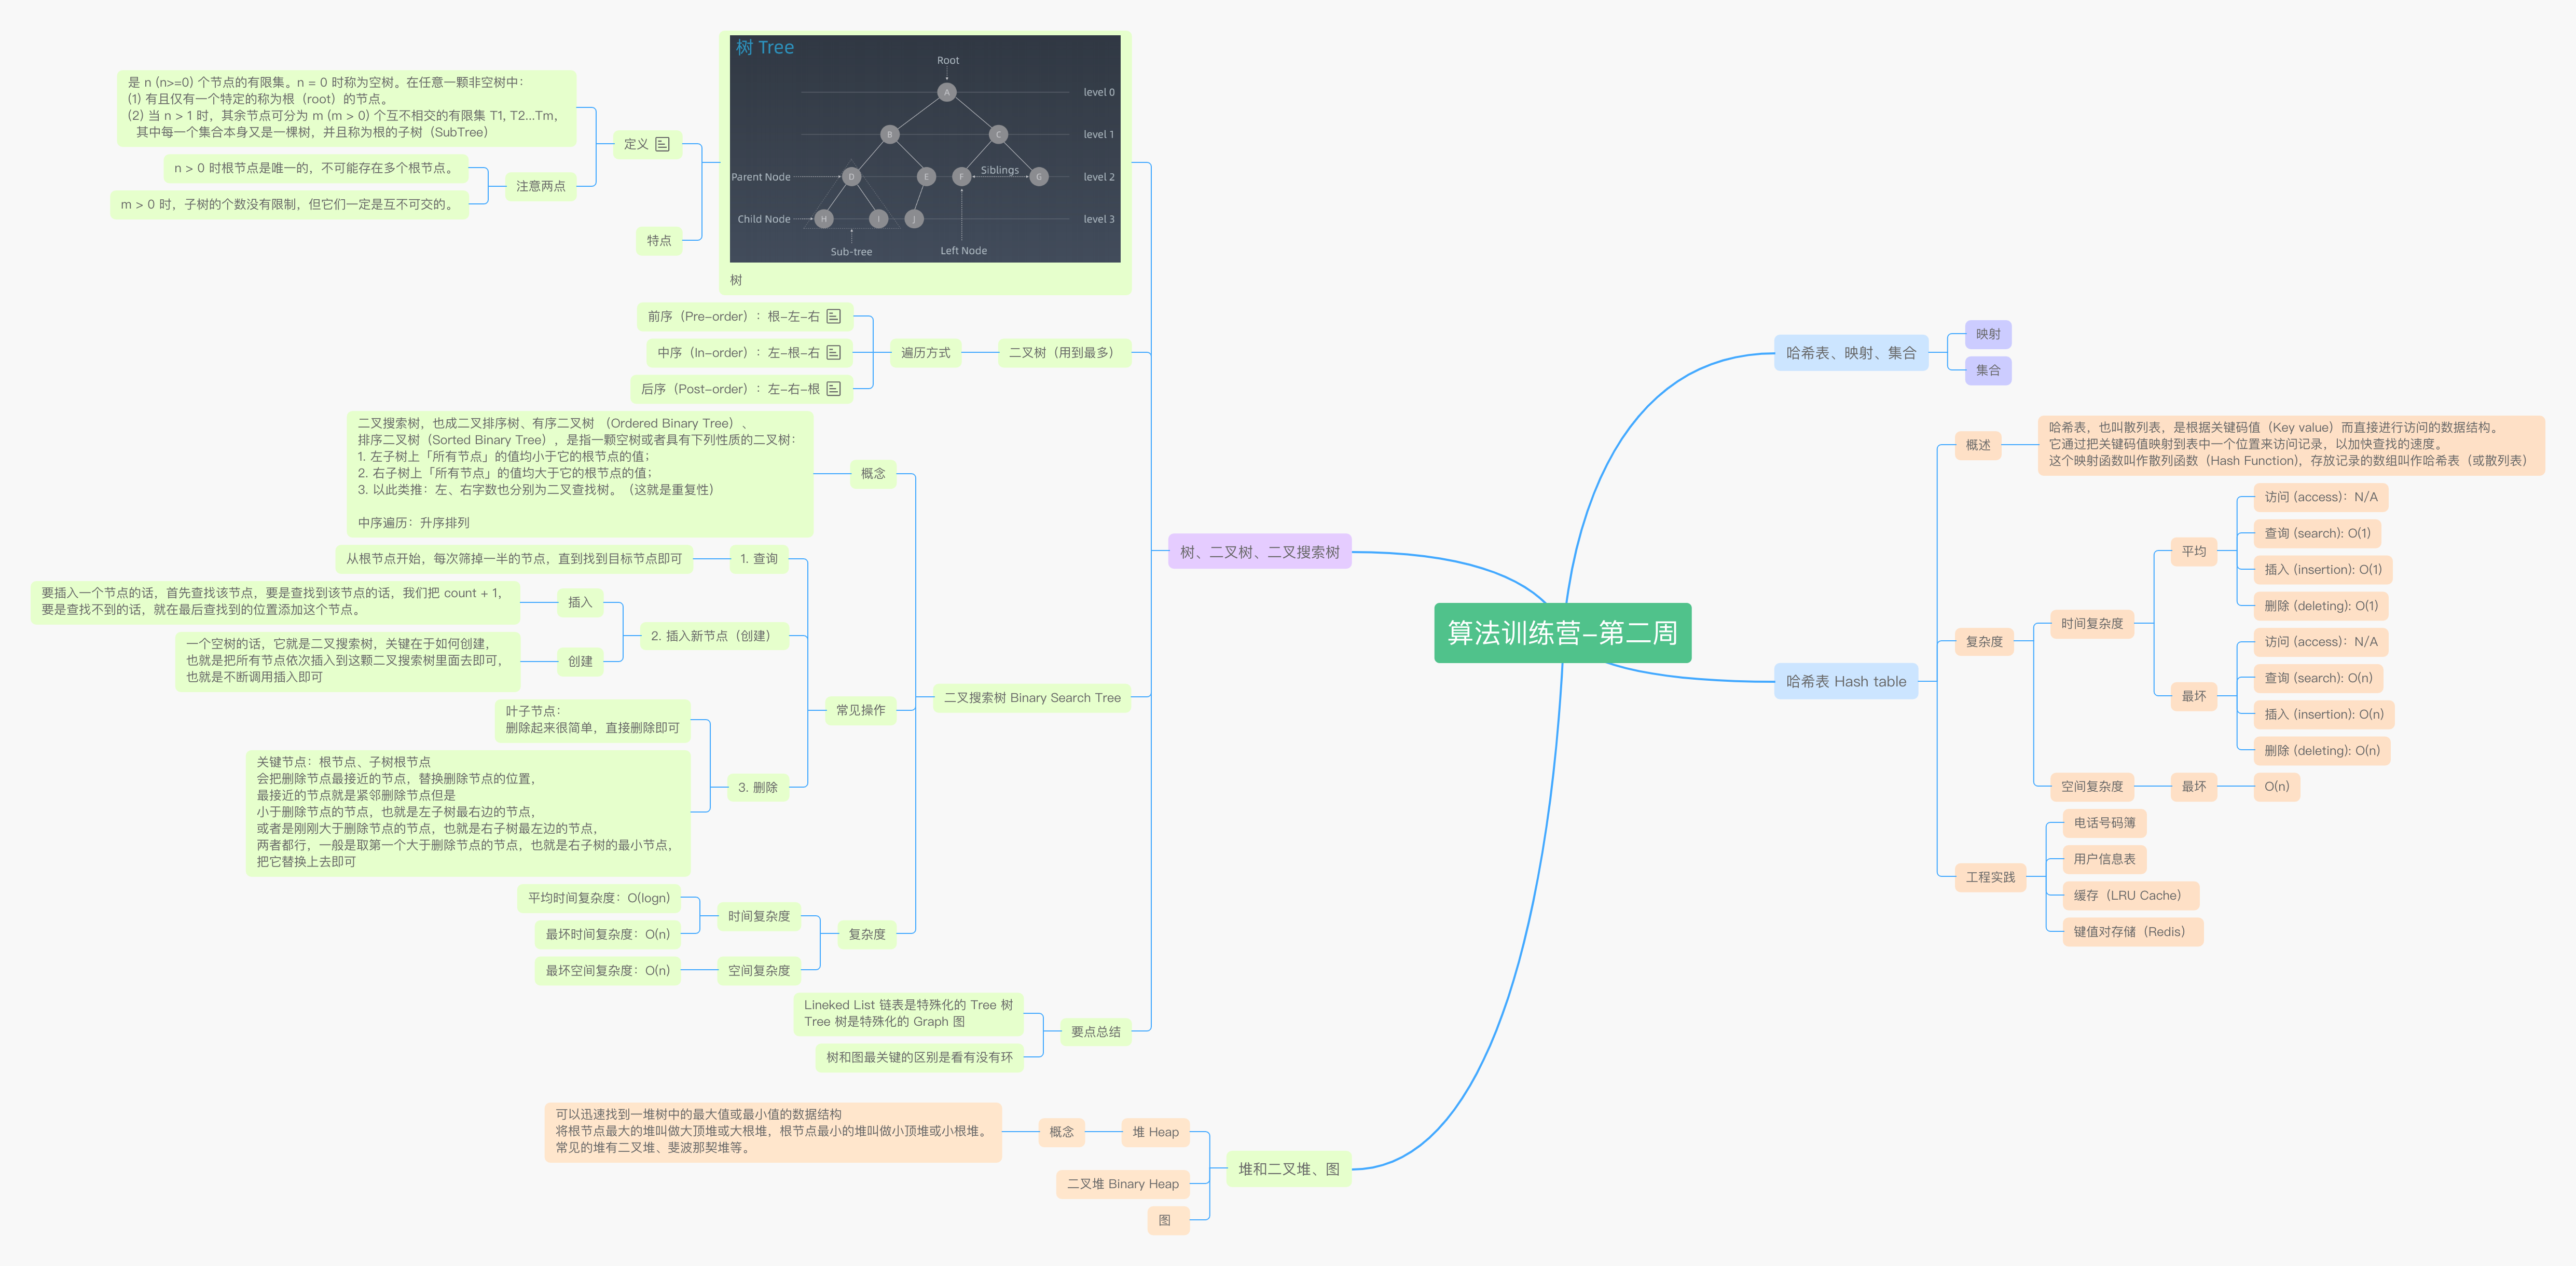 算法训练营-第二周
哈希表、映射、集合
映射
集合
哈希表 Hash table
概述
哈希表，也叫散列表，是根据关键码值（Key value）而直接进行访问的数据结构。
它通过把关键码值映射到表中一个位置来访问记录，以加快查找的速度。
这个映射函数叫作散列函数（Hash Function)，存放记录的数组叫作哈希表（或散列表）
复杂度
时间复杂度
平均
访问 (access)：N/A
查询 (search): O(1)
插入 (insertion): O(1)
删除 (deleting): O(1)
最坏
访问 (access)：N/A
查询 (search): O(n)
插入 (insertion): O(n)
删除 (deleting): O(n)
空间复杂度
最坏
O(n)
工程实践
电话号码簿
用户信息表
缓存（LRU Cache）
键值对存储（Redis）
树、二叉树、二叉搜索树
树 Tree
Root
A
level 0
B
C
level 1
Parent Node
D
E
F
Siblings
G
level 2
Child Node
H
I
J
level 3
Sub-tree
Left Node
树
定义
是 n (n>=0) 个节点的有限集。n = 0 时称为空树。在任意一颗非空树中：
(1) 有且仅有一个特定的称为根（root）的节点。
(2) 当 n > 1 时，其余节点可分为 m (m > 0) 个互不相交的有限集 T1, T2...Tm，
其中每一个集合本身又是一棵树，并且称为根的子树（SubTree）
注意两点
n > 0 时根节点是唯一的，不可能存在多个根节点。
m > 0 时，子树的个数没有限制，但它们一定是互不可交的。
特点
二叉树（用到最多）
遍历方式
前序（Pre-order）：根-左-右
中序（In-order）：左-根-右
后序（Post-order）：左-右-根
二叉搜索树 Binary Search Tree
概念
二叉搜索树，也成二叉排序树、有序二叉树 （Ordered Binary Tree）、
排序二叉树（Sorted Binary Tree），是指一颗空树或者具有下列性质的二叉树：
1. 左子树上「所有节点」的值均小于它的根节点的值；
2. 右子树上「所有节点」的值均大于它的根节点的值；
3. 以此类推：左、右字数也分别为二叉查找树。（这就是重复性）
中序遍历：升序排列
常见操作
1. 查询
从根节点开始，每次筛掉一半的节点，直到找到目标节点即可
2. 插入新节点（创建）
插入
要插入一个节点的话，首先查找该节点，要是查找到该节点的话，我们把 count + 1，
要是查找不到的话，就在最后查找到的位置添加这个节点。
创建
一个空树的话，它就是二叉搜索树，关键在于如何创建，
也就是把所有节点依次插入到这颗二叉搜索树里面去即可，
也就是不断调用插入即可
3. 删除
叶子节点：
删除起来很简单，直接删除即可
关键节点：根节点、子树根节点
会把删除节点最接近的节点，替换删除节点的位置，
最接近的节点就是紧邻删除节点但是
小于删除节点的节点，也就是左子树最右边的节点，
或者是刚刚大于删除节点的节点，也就是右子树最左边的节点，
两者都行，一般是取第一个大于删除节点的节点，也就是右子树的最小节点，
把它替换上去即可
复杂度
时间复杂度
平均时间复杂度：O(logn)
最坏时间复杂度：O(n)
空间复杂度
最坏空间复杂度：O(n)
要点总结
Lineked List 链表是特殊化的 Tree 树
Tree 树是特殊化的 Graph 图
树和图最关键的区别是看有没有环
堆和二叉堆、图
堆 Heap
概念
可以迅速找到一堆树中的最大值或最小值的数据结构
将根节点最大的堆叫做大顶堆或大根堆，根节点最小的堆叫做小顶堆或小根堆。
常见的堆有二叉堆、斐波那契堆等。
二叉堆 Binary Heap
图